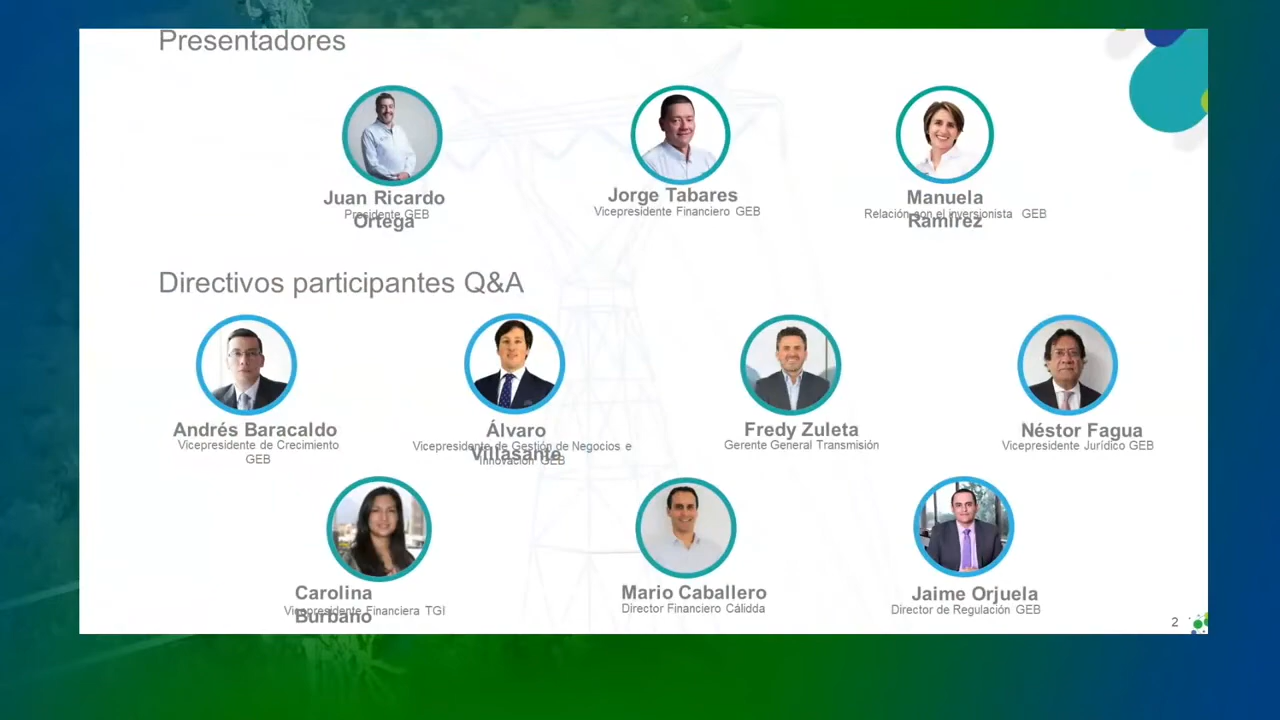 Presentadores
Juan Ricardo
Ortega
Presidente GEB
Jorge Tabares
Vicepresidente Financiero GEB
Manuela
Ramírez
Relación con el inversionista GEB
Directivos participantes Q&A
Andrés Baracaldo
Vicepresidente de Crecimiento
GEB
Álvaro
Villasante
Vicepresidente de Gestión de Negocios e
Innovación GEB
Fredy Zuleta
Gerente General Transmisión
Néstor Fagua
Vicepresidente Jurídico GEB
Carolina
Burbano
Vicepresidente Financiera TGI
Mario Caballero
Director Financiero Cálidda
Jaime Orjuela
Director de Regulación GEB
2